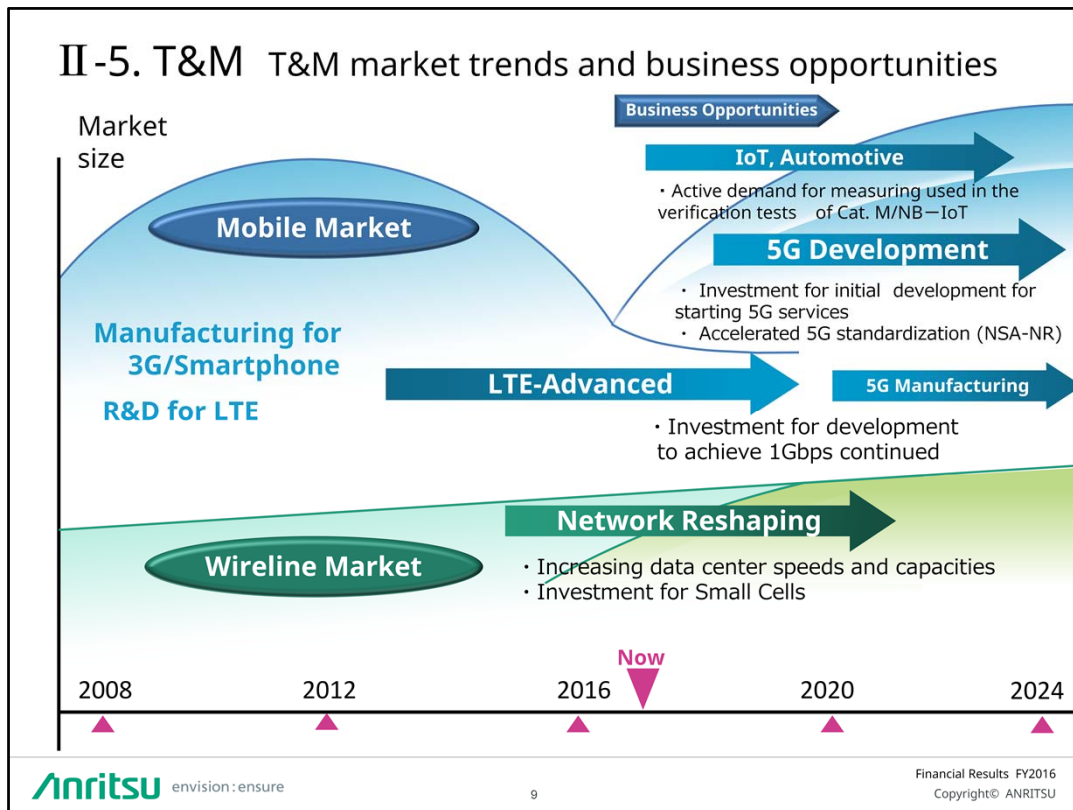 Ⅱ-5. T&M T&M market trends and business opportunities
Market
size
Business Opportunities
IoT, Automotive
・Active demand for measuring used in the
verification tests of Cat. M/NB－IoT
Mobile Market
5G Development
・Investment for initial development for
starting 5G services
・Accelerated 5G standardization (NSA-NR)
Manufacturing for
3G/Smartphone
R&D for LTE
LTE-Advanced
5G Manufacturing
・Investment for development
to achieve 1Gbps continued
Network Reshaping
Wireline Market
・Increasing data center speeds and capacities
・Investment for Small Cells
Now
2008 2012 2016 2020 2024
Anritsu envision:ensure
9
Financial Results FY2016
Copyright© ANRITSU